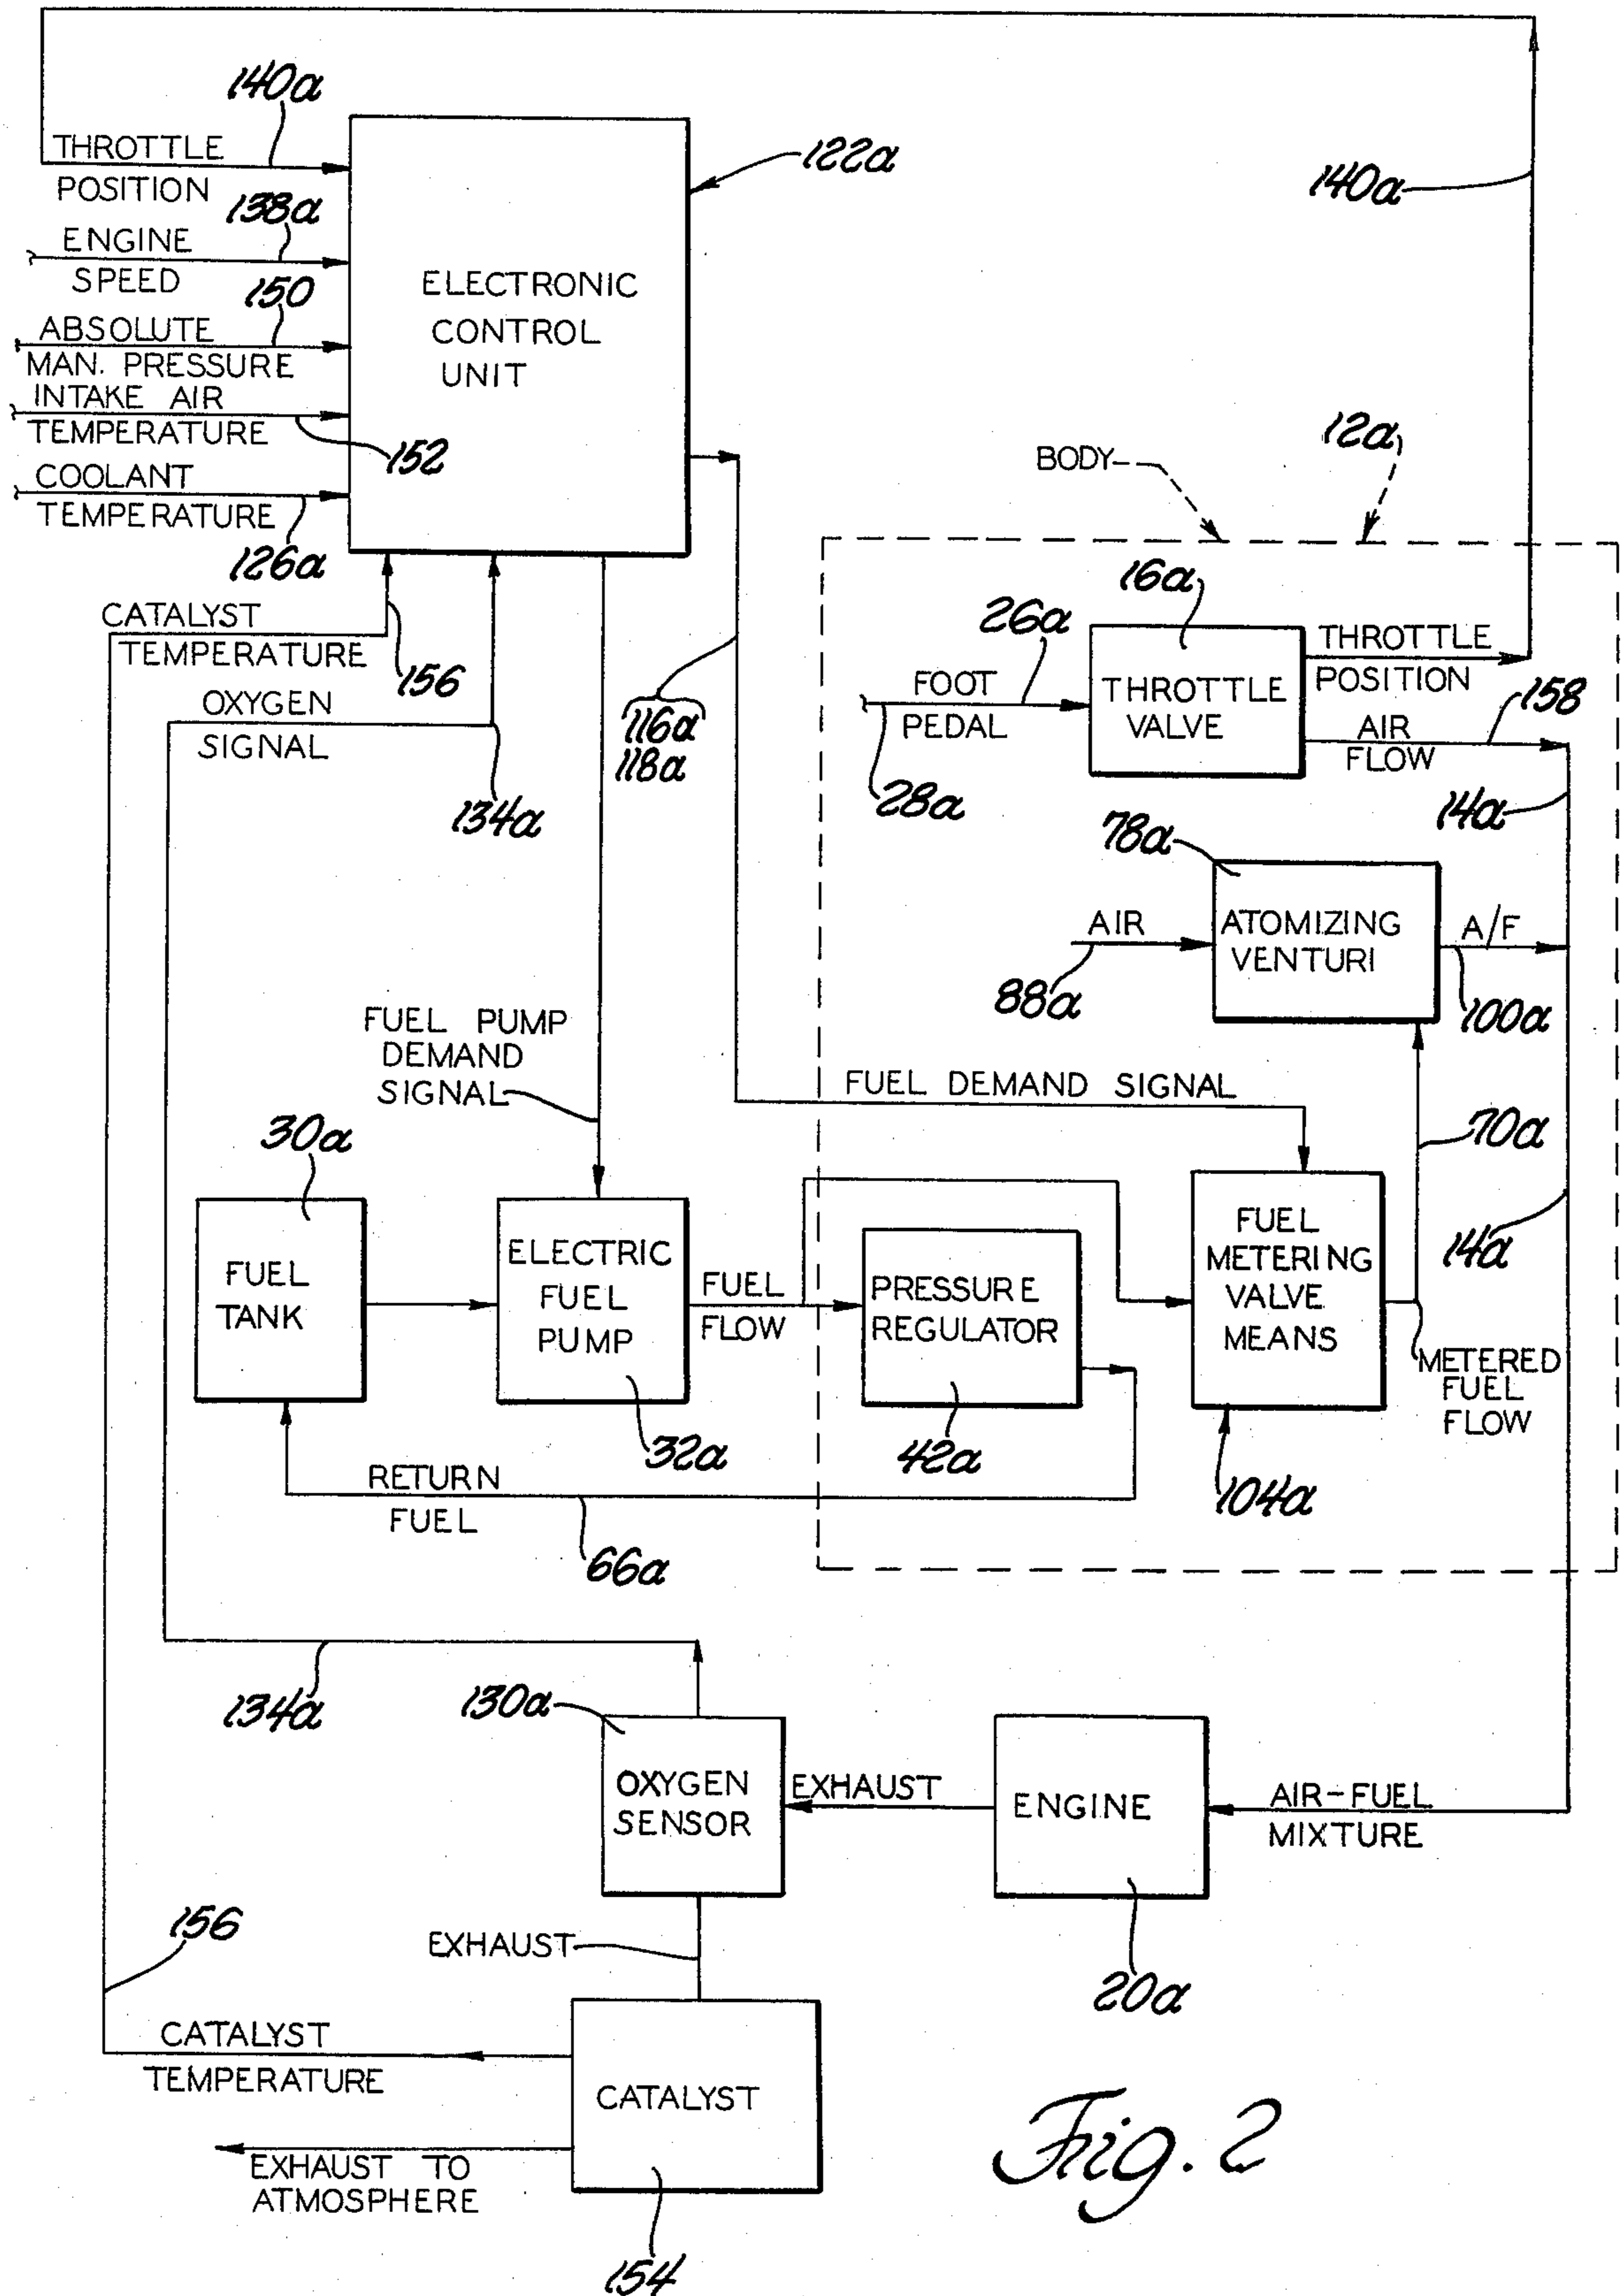 140a
THROTTLE
POSITION
138a
ENGINE
SPEED
150
ABSOLUTE
MAN. PRESSURE
INTAKE AIR
TEMPERATURE
152
COOLANT
TEMPERATURE
126a
ELECTRONIC
CONTROL
UNIT
122a
140a
BODY
12a
CATALYST
TEMPERATURE
156
OXYGEN
SIGNAL
134a
116a
118a
16a
26a
FOOT
PEDAL
28a
THROTTLE
VALVE
THROTTLE
POSITION
AIR
FLOW
158
14a
78a
AIR
88a
ATOMIZING
VENTURI
A/F
100a
FUEL PUMP
DEMAND
SIGNAL
FUEL DEMAND SIGNAL
70a
30a
FUEL
TANK
ELECTRIC
FUEL
PUMP
32a
FUEL
FLOW
PRESSURE
REGULATOR
42a
FUEL
METERING
VALVE
MEANS
104a
14a
METERED
FUEL
FLOW
RETURN
FUEL
66a
134a
130a
OXYGEN
SENSOR
EXHAUST
ENGINE
20a
AIR-FUEL
MIXTURE
156
EXHAUST
CATALYST
TEMPERATURE
CATALYST
154
EXHAUST TO
ATMOSPHERE
Fig. 2